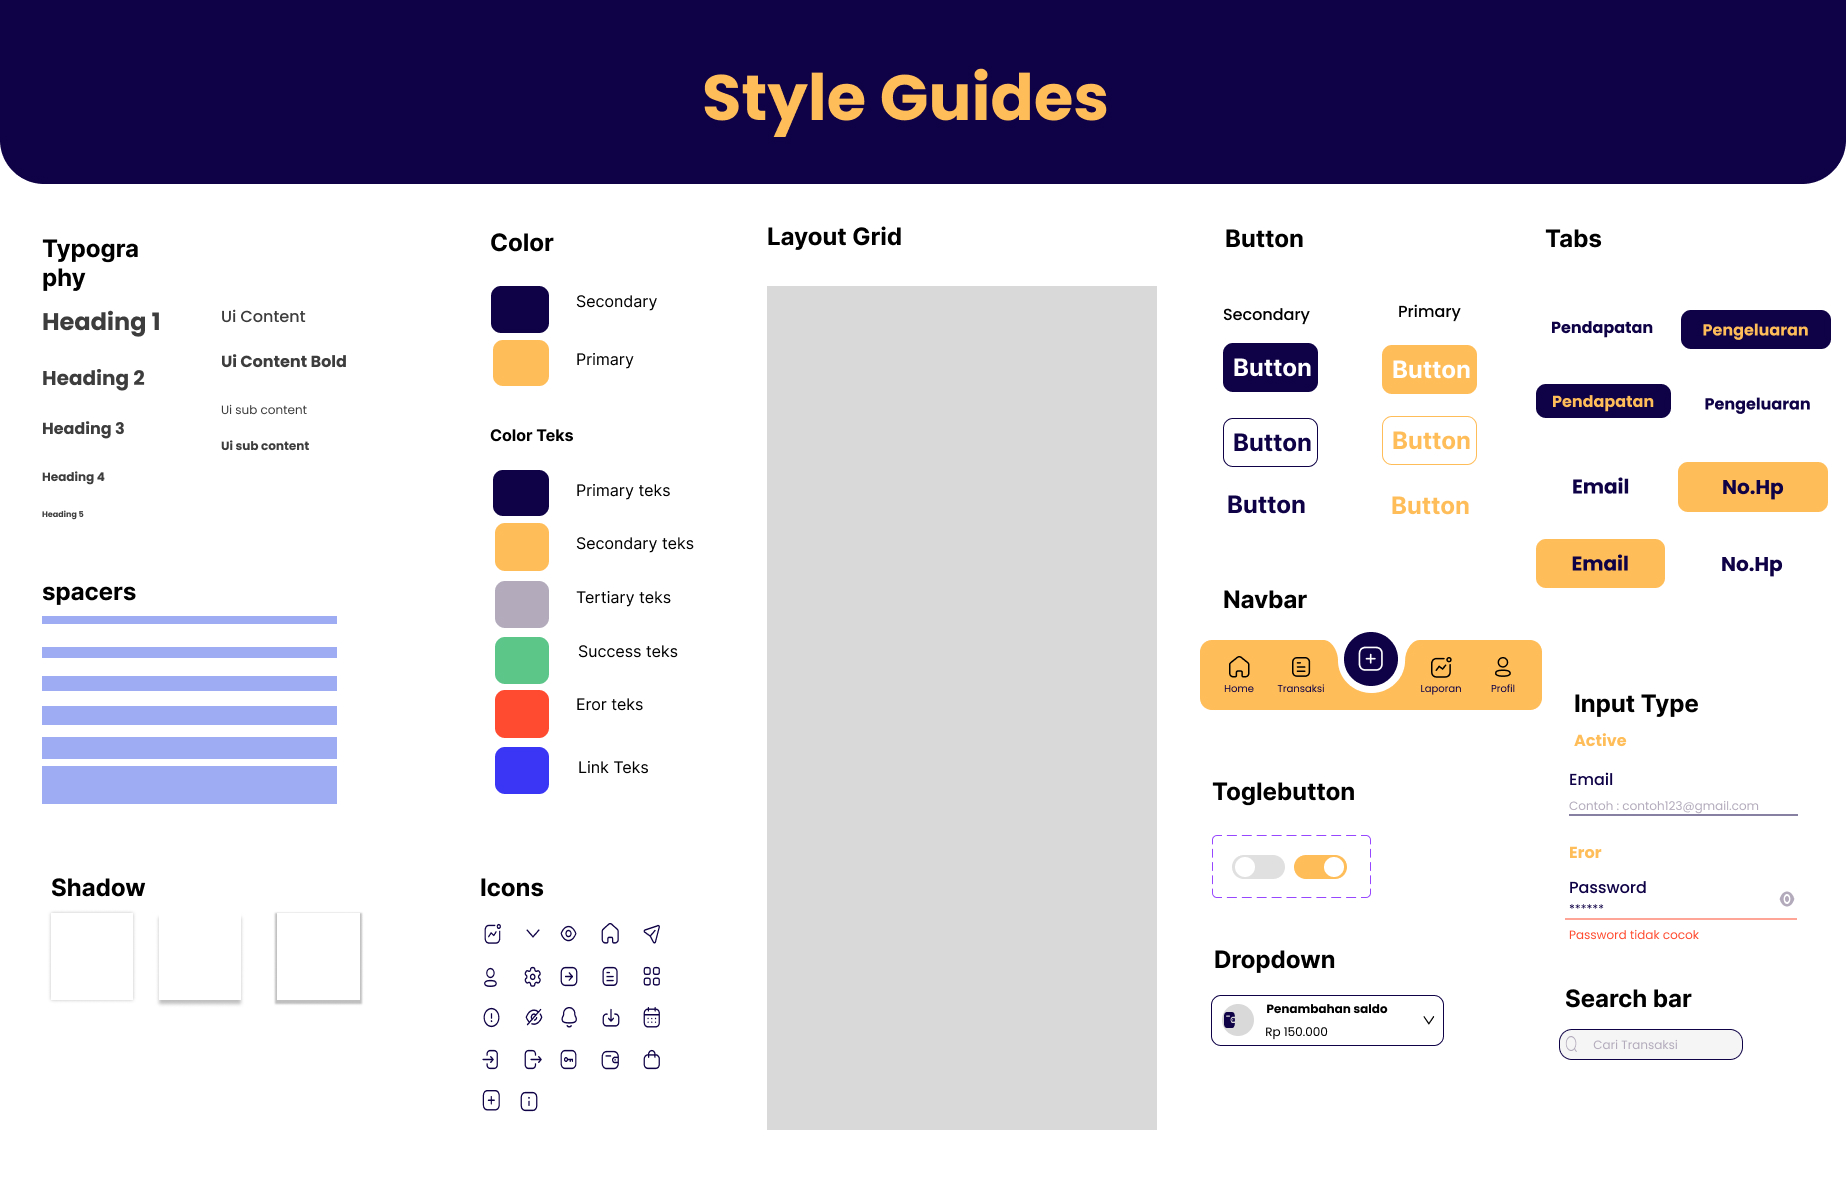 Style Guides
Typogra
phy
Heading 1
Heading 2
Heading 3
Heading 4
Heading 5
Ui Content
Ui Content Bold
Ui sub content
Ui sub content
spacers
Shadow
Color
Secondary
Primary
Color Teks
Primary teks
Secondary teks
Tertiary teks
Success teks
Eror teks
Link Teks
Icons
Layout Grid
Button
Secondary
Primary
Button
Button
Button
Button
Button
Button
Navbar
Home
Transaksi
Laporan
Profil
Toglebutton
Dropdown
Penambahan saldo
Rp 150.000
Tabs
Pendapatan
Pengeluaran
Pendapatan
Pengeluaran
Email
No.Hp
Email
No.Hp
Input Type
Active
Email
Contoh : contoh123@gmail.com
Eror
Password
******
Password tidak cocok
Search bar
Cari Transaksi